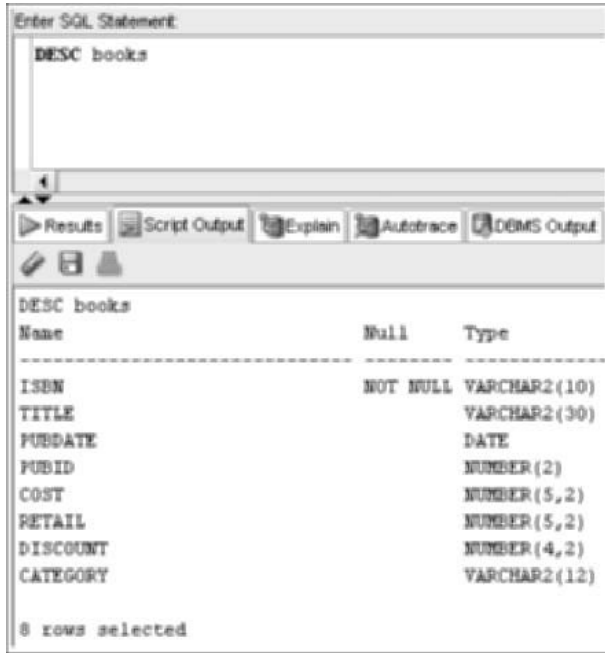 Enter SQL Statement:
DESC books
Results Script Output Explain Autotrace DBMS Output
DESC books
Name Null Type
------------------------------ -------- -------------
ISBN NOT NULL VARCHAR2(10)
TITLE VARCHAR2(30)
PUBDATE DATE
PUBID NUMBER(2)
COST NUMBER(5,2)
RETAIL NUMBER(5,2)
DISCOUNT NUMBER(4,2)
CATEGORY VARCHAR2(12)
8 rows selected